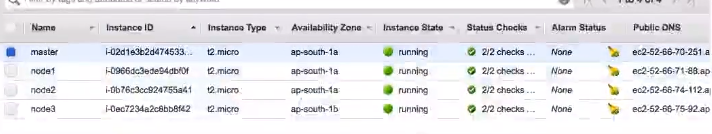 Name Instance ID Instance Type Availability Zone Instance State Status Checks Alarm Status Public DNS
master t2.micro ap-south-1a running 2/2 checks ... None ec2-52-66-70-251.a
node1 t2.micro ap-south-1a running 2/2 checks ... None ec2-52-66-71-88.ap
node2 i-0b76c3cc924755a41 t2.micro ap-south-1a running 2/2 checks ... None ec2-52-66-74-112.a
node3 i-0ec7234a2c8bb8f42 t2.micro ap-south-1b running 2/2 checks ... None ec2-52-66-75-92.ap